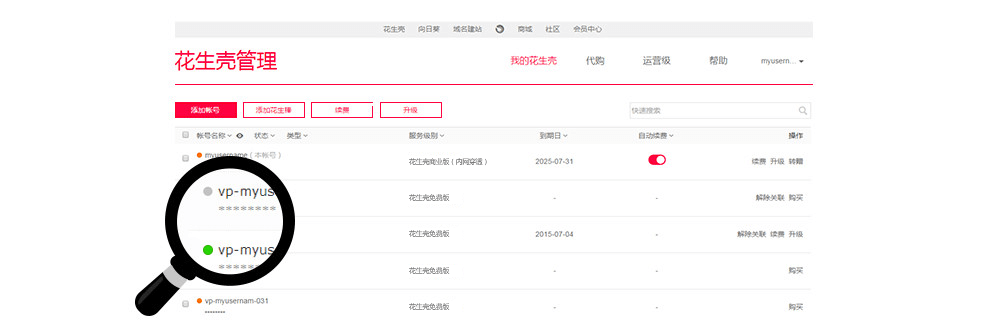 花生壳 向日葵 域名建站 商城 社区 会员中心
花生壳管理 我的花生壳 代购 运营级 帮助 myusern...
添加帐号 添加花生棒 续费 升级 快速搜索
帐号名称 状态 类型 服务级别 到期日 自动续费 操作
myusername（本帐号） 花生壳商业版（内网穿透） 2025-07-31 续费 升级 转赠
vp-myus 花生壳免费版 - - 解除关联 购买
********
花生壳免费版 2015-07-04 - 解除关联 续费 升级
vp-myus 花生壳免费版 - - 购买
******
vp-myusernam-031 花生壳免费版 - - 购买
********